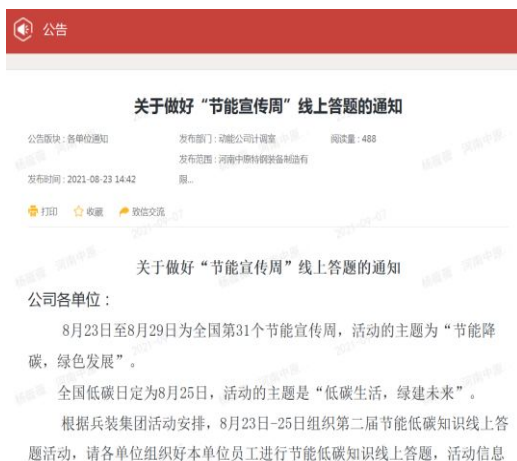 公告
关于做好“节能宣传周”线上答题的通知
公告版块：各单位通知 发布部门：动能公司计调室 阅读量：488
发布范围：河南中原特钢装备制造有
发布时间：2021-08-23 14:42 限...
打印 收藏 致信交流
关于做好“节能宣传周”线上答题的通知
公司各单位：
8月23日至8月29日为全国第31个节能宣传周，活动的主题为“节能降
碳，绿色发展”。
全国低碳日定为8月25日，活动的主题是“低碳生活，绿建未来”。
根据兵装集团活动安排，8月23日-25日组织第二届节能低碳知识线上答
题活动，请各单位组织好本单位员工进行节能低碳知识线上答题，活动信息